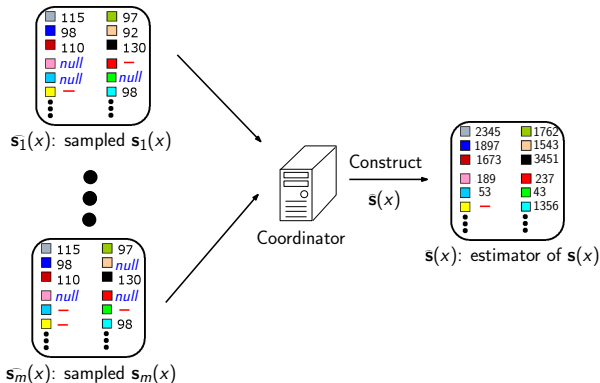 115 97
98 92
110 130
null —
null null
— 98
s̄₁(x): sampled s₁(x)
Construct
s̄(x)
Coordinator
2345 1762
1897 1543
1673 3451
189 237
53 43
— 1356
s̄(x): estimator of s(x)
115 97
98 null
110 130
null null
— —
— 98
s̄ₘ(x): sampled sₘ(x)